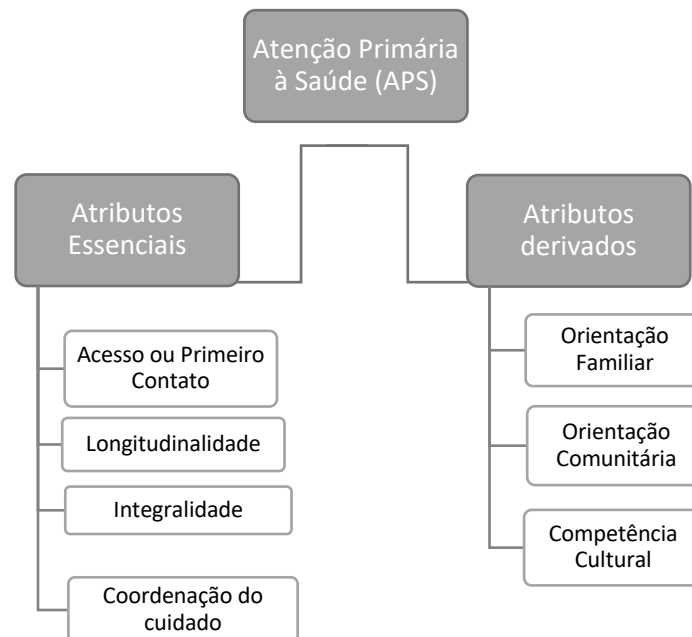 Atenção Primária
à Saúde (APS)
Atributos
Essenciais
Acesso ou Primeiro
Contato
Longitudinalidade
Integralidade
Coordenação do
cuidado
Atributos
derivados
Orientação
Familiar
Orientação
Comunitária
Competência
Cultural